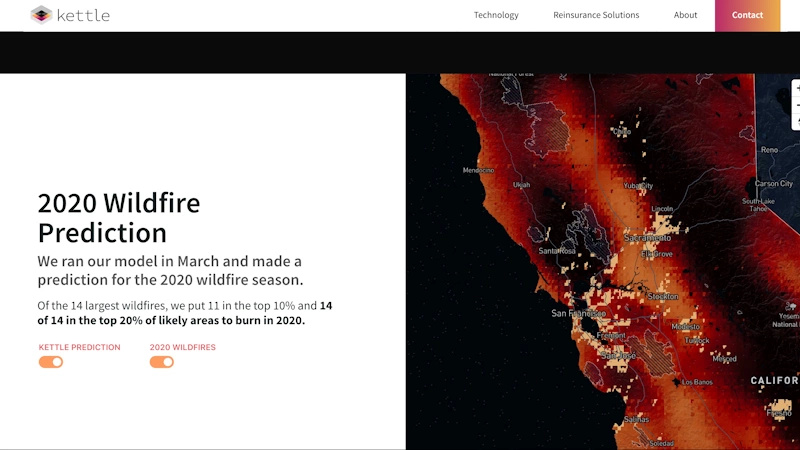 kettle
Technology
Reinsurance Solutions
About
Contact
2020 Wildfire
Prediction
We ran our model in March and made a
prediction for the 2020 wildfire season.
Of the 14 largest wildfires, we put 11 in the top 10% and 14
of 14 in the top 20% of likely areas to burn in 2020.
KETTLE PREDICTION
2020 WILDFIRES
National Forest
Chico
Reno
Mendocino
Ukiah
Yuba City
Carson City
South Lake
Tahoe
Lincoln
Sacramento
Santa Rosa
Elk Grove
Stockton
San Francisco
Yosem
National
Modesto
Fremont
Turlock
San Jose
Merced
Los Banos
CALIFOR
Fresno
Salinas
Soledad